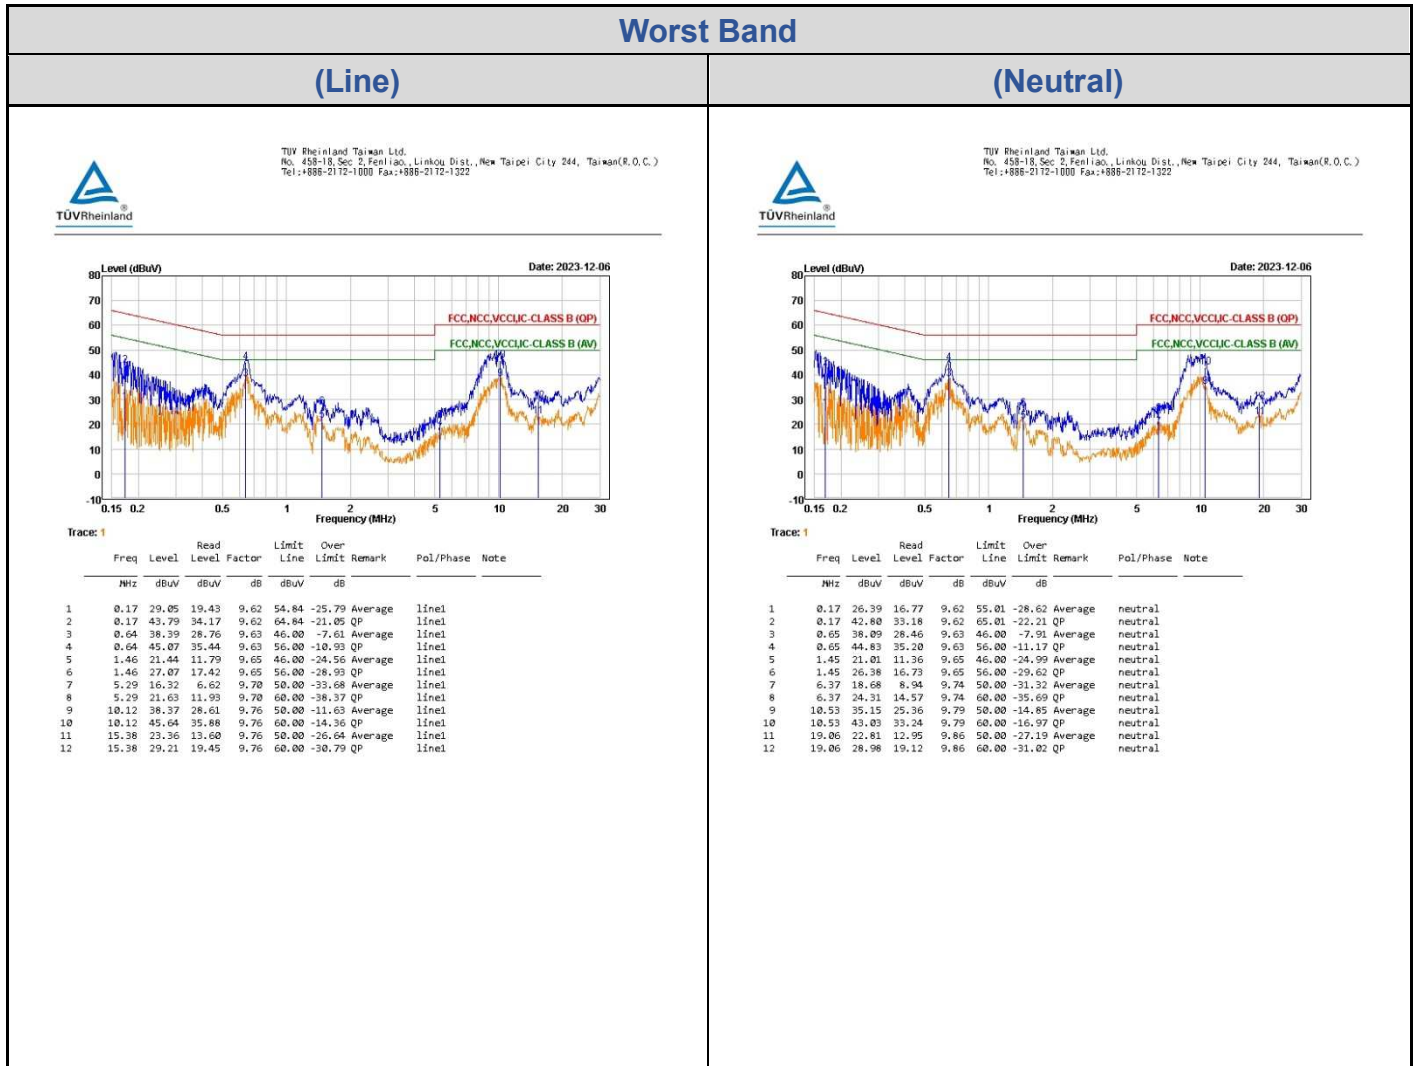 Worst Band
(Line)
(Neutral)
TUV Rheinland Taiwan Ltd.
No. 458-18,Sec 2,Fenliao.,Linkou Dist.,New Taipei City 244, Taiwan(R.O.C.)
Tel:+886-2172-1000 Fax:+886-2172-1322
TÜVRheinland®
Level (dBuV)
Date: 2023-12-06
80
70
60
50
40
30
20
10
0
-10
FCC,NCC,VCCI,IC-CLASS B (QP)
FCC,NCC,VCCI,IC-CLASS B (AV)
0.15 0.2 0.5 1 2 5 10 20 30
Frequency (MHz)
Trace: 1
Read Limit Over
Freq Level Level Factor Line Limit Remark Pol/Phase Note
MHz dBuV dBuV dB dBuV dB
1 0.17 29.05 19.43 9.62 54.84 -25.79 Average line1
2 0.17 43.79 34.17 9.62 64.84 -21.05 QP line1
3 0.64 38.39 28.76 9.63 46.00 -7.61 Average line1
4 0.64 45.07 35.44 9.63 56.00 -10.93 QP line1
5 1.46 21.44 11.79 9.65 46.00 -24.56 Average line1
6 1.46 27.07 17.42 9.65 56.00 -28.93 QP line1
7 5.29 16.32 6.62 9.70 50.00 -33.68 Average line1
8 5.29 21.63 11.93 9.70 60.00 -38.37 QP line1
9 10.12 38.37 28.61 9.76 50.00 -11.63 Average line1
10 10.12 45.64 35.88 9.76 60.00 -14.36 QP line1
11 15.38 23.36 13.60 9.76 50.00 -26.64 Average line1
12 15.38 29.21 19.45 9.76 60.00 -30.79 QP line1
TUV Rheinland Taiwan Ltd.
No. 458-18,Sec 2,Fenliao.,Linkou Dist.,New Taipei City 244, Taiwan(R.O.C.)
Tel:+886-2172-1000 Fax:+886-2172-1322
TÜVRheinland®
Level (dBuV)
Date: 2023-12-06
80
70
60
50
40
30
20
10
0
-10
FCC,NCC,VCCI,IC-CLASS B (QP)
FCC,NCC,VCCI,IC-CLASS B (AV)
0.15 0.2 0.5 1 2 5 10 20 30
Frequency (MHz)
Trace: 1
Read Limit Over
Freq Level Level Factor Line Limit Remark Pol/Phase Note
MHz dBuV dBuV dB dBuV dB
1 0.17 26.39 16.77 9.62 55.01 -28.62 Average neutral
2 0.17 42.80 33.18 9.62 65.01 -22.21 QP neutral
3 0.65 38.09 28.46 9.63 46.00 -7.91 Average neutral
4 0.65 44.83 35.20 9.63 56.00 -11.17 QP neutral
5 1.45 21.01 11.36 9.65 46.00 -24.99 Average neutral
6 1.45 26.38 16.73 9.65 56.00 -29.62 QP neutral
7 6.37 18.68 8.94 9.74 50.00 -31.32 Average neutral
8 6.37 24.31 14.57 9.74 60.00 -35.69 QP neutral
9 10.53 35.15 25.36 9.79 50.00 -14.85 Average neutral
10 10.53 43.03 33.24 9.79 60.00 -16.97 QP neutral
11 19.06 22.81 12.95 9.86 50.00 -27.19 Average neutral
12 19.06 28.98 19.12 9.86 60.00 -31.02 QP neutral